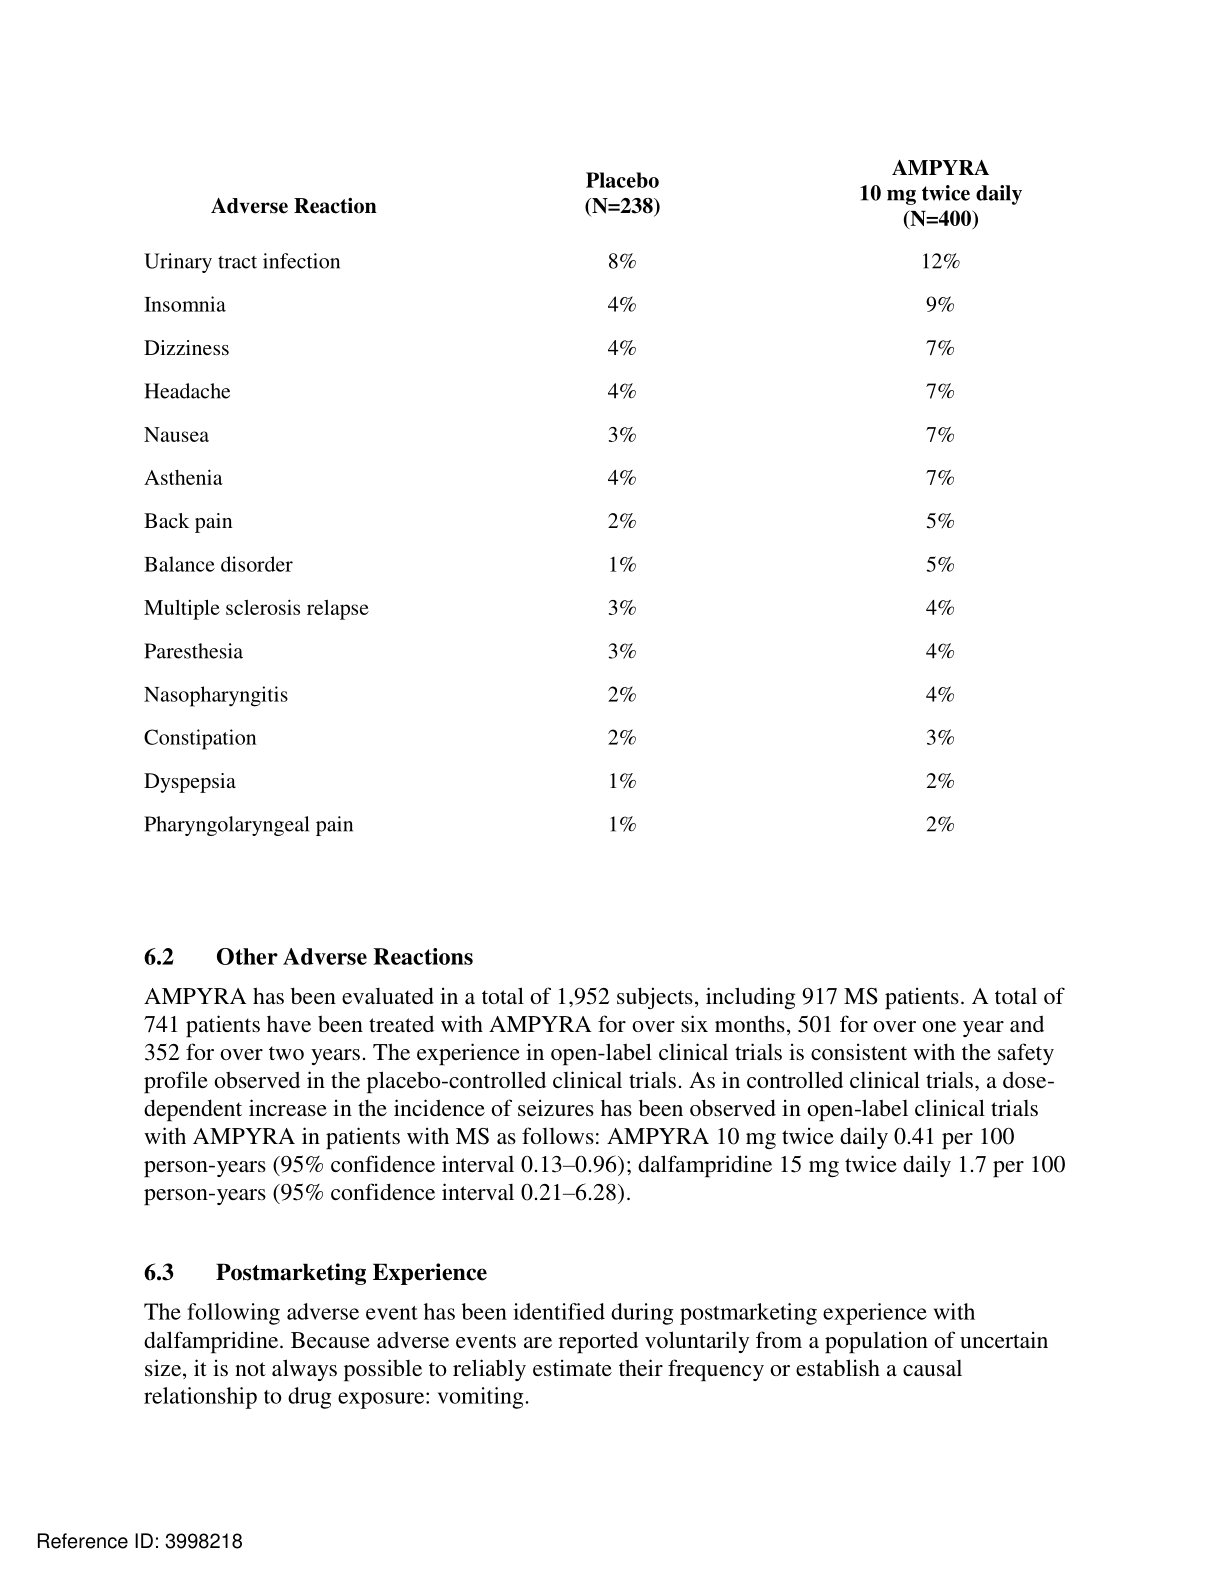 Adverse Reaction
Placebo
(N=238)
AMPYRA
10 mg twice daily
(N=400)
Urinary tract infection 8% 12%
Insomnia 4% 9%
Dizziness 4% 7%
Headache 4% 7%
Nausea 3% 7%
Asthenia 4% 7%
Back pain 2% 5%
Balance disorder 1% 5%
Multiple sclerosis relapse 3% 4%
Paresthesia 3% 4%
Nasopharyngitis 2% 4%
Constipation 2% 3%
Dyspepsia 1% 2%
Pharyngolaryngeal pain 1% 2%
6.2 Other Adverse Reactions
AMPYRA has been evaluated in a total of 1,952 subjects, including 917 MS patients. A total of
741 patients have been treated with AMPYRA for over six months, 501 for over one year and
352 for over two years. The experience in open-label clinical trials is consistent with the safety
profile observed in the placebo-controlled clinical trials. As in controlled clinical trials, a dose-
dependent increase in the incidence of seizures has been observed in open-label clinical trials
with AMPYRA in patients with MS as follows: AMPYRA 10 mg twice daily 0.41 per 100
person-years (95% confidence interval 0.13–0.96); dalfampridine 15 mg twice daily 1.7 per 100
person-years (95% confidence interval 0.21–6.28).
6.3 Postmarketing Experience
The following adverse event has been identified during postmarketing experience with
dalfampridine. Because adverse events are reported voluntarily from a population of uncertain
size, it is not always possible to reliably estimate their frequency or establish a causal
relationship to drug exposure: vomiting.
Reference ID: 3998218